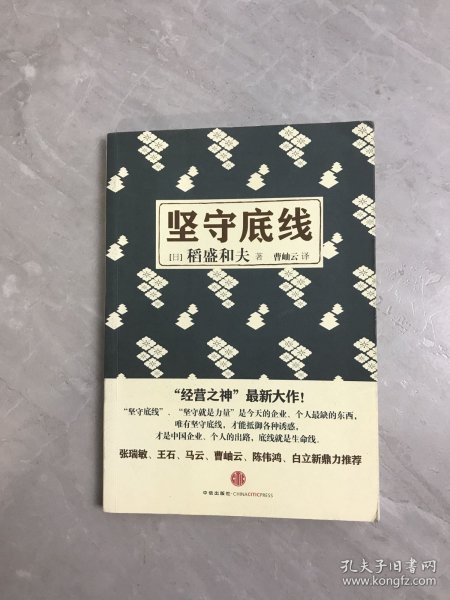 坚守底线
[日] 稻盛和夫 著 曹岫云 译
“经营之神”最新大作！
“坚守底线”、“坚守就是力量”是今天的企业、个人最缺的东西，
唯有坚守底线，才能抵御各种诱惑，
才是中国企业、个人的出路，底线就是生命线。
张瑞敏、王石、马云、曹岫云、陈伟鸿、白立新鼎力推荐
中信出版社·CHINACITICPRESS
孔夫子旧书网
www.kongfz.com